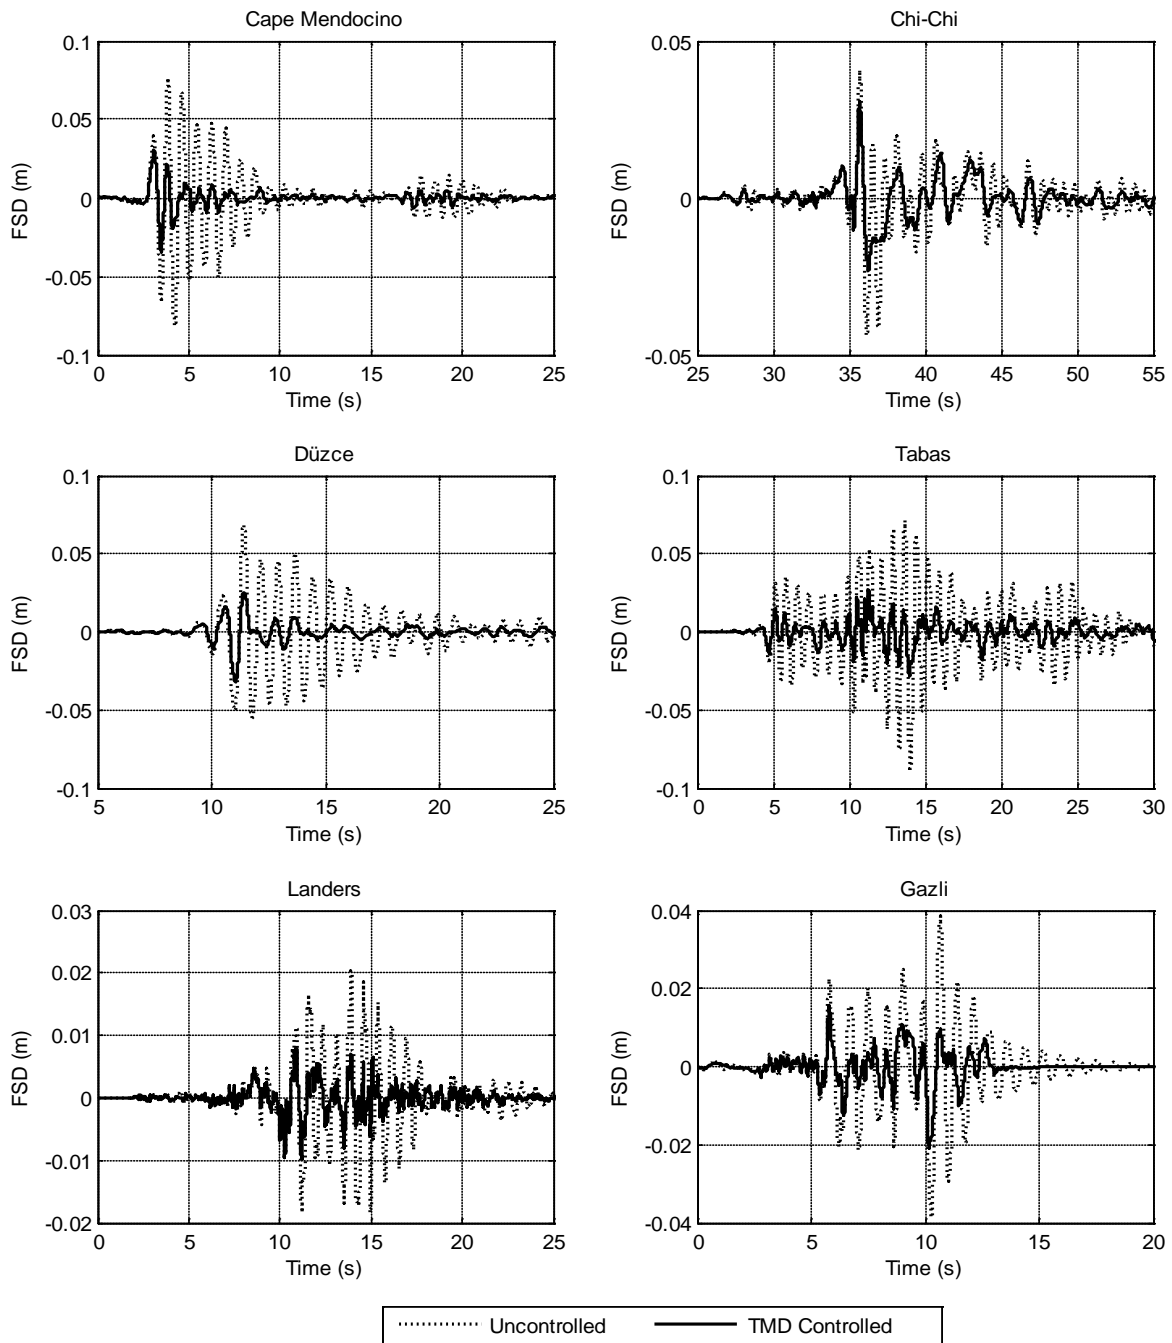 Cape Mendocino
0.1
0.05
0
-0.05
-0.1
FSD (m)
0 5 10 15 20 25
Time (s)
Chi-Chi
0.05
0
-0.05
FSD (m)
25 30 35 40 45 50 55
Time (s)
Düzce
0.1
0.05
0
-0.05
-0.1
FSD (m)
5 10 15 20 25
Time (s)
Tabas
0.1
0.05
0
-0.05
-0.1
FSD (m)
0 5 10 15 20 25 30
Time (s)
Landers
0.03
0.02
0.01
0
-0.01
-0.02
FSD (m)
0 5 10 15 20 25
Time (s)
Gazli
0.04
0.02
0
-0.02
-0.04
FSD (m)
0 5 10 15 20
Time (s)
Uncontrolled TMD Controlled